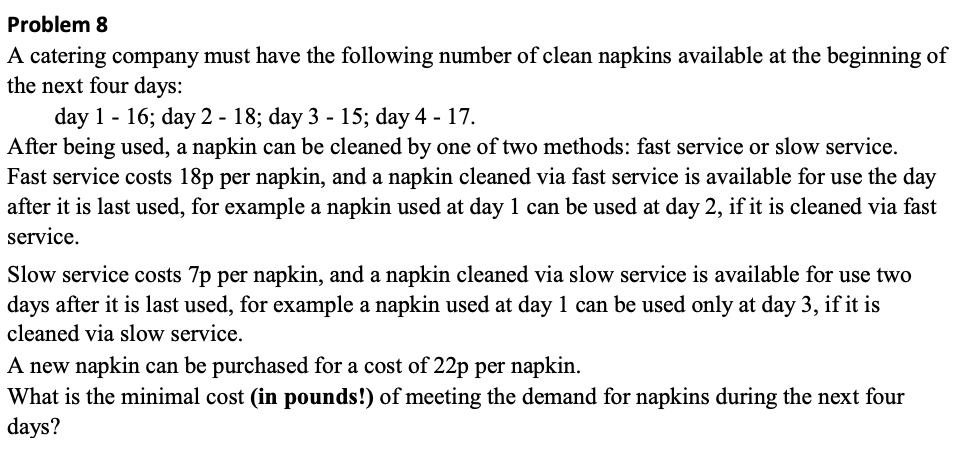 Problem 8
A catering company must have the following number of clean napkins available at the beginning of
the next four days:
day 1 - 16; day 2 - 18; day 3 - 15; day 4 - 17.
After being used, a napkin can be cleaned by one of two methods: fast service or slow service.
Fast service costs 18p per napkin, and a napkin cleaned via fast service is available for use the day
after it is last used, for example a napkin used at day 1 can be used at day 2, if it is cleaned via fast
service.
Slow service costs 7p per napkin, and a napkin cleaned via slow service is available for use two
days after it is last used, for example a napkin used at day 1 can be used only at day 3, if it is
cleaned via slow service.
A new napkin can be purchased for a cost of 22p per napkin.
What is the minimal cost (in pounds!) of meeting the demand for napkins during the next four
days?